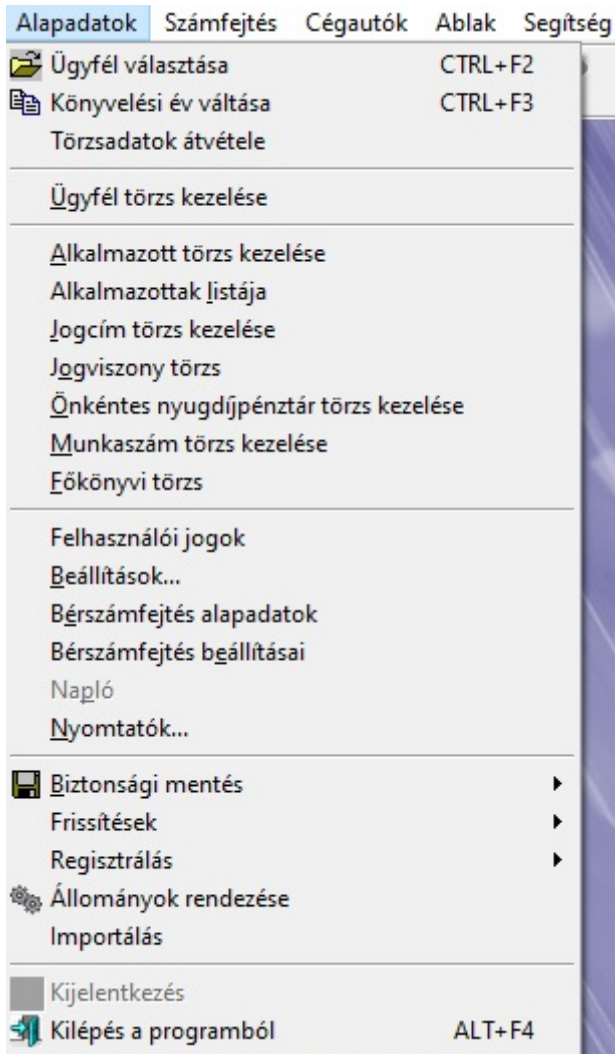 Alapadatok Számfejtés Cégautók Ablak Segítség
Ügyfél választása CTRL+F2
Könyvelési év váltása CTRL+F3
Törzsadatok átvétele
Ügyfél törzs kezelése
Alkalmazott törzs kezelése
Alkalmazottak listája
Jogcím törzs kezelése
Jogviszony törzs
Önkéntes nyugdíjpénztár törzs kezelése
Munkaszám törzs kezelése
Főkönyvi törzs
Felhasználói jogok
Beállítások...
Bérszámfejtés alapadatok
Bérszámfejtés beállításai
Napló
Nyomtatók...
Biztonsági mentés
Frissítések
Regisztrálás
Állományok rendezése
Importálás
Kijelentkezés
Kilépés a programból ALT+F4